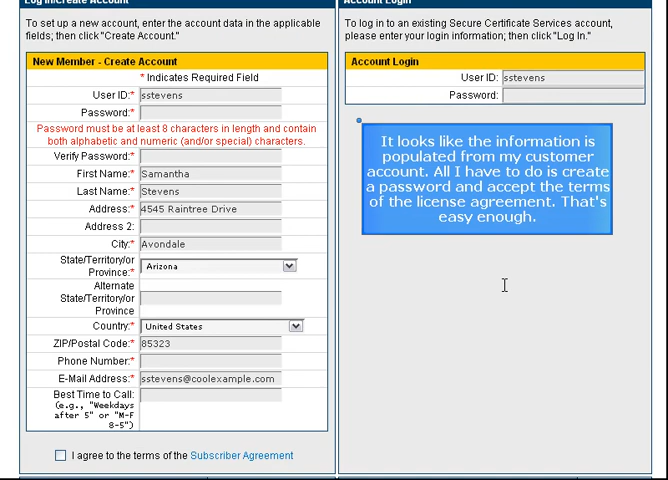 Log In/Create Account
To set up a new account, enter the account data in the applicable
fields; then click "Create Account."
New Member - Create Account
* Indicates Required Field
User ID:* sstevens
Password:*
Password must be at least 8 characters in length and contain
both alphabetic and numeric (and/or special) characters.
Verify Password:*
First Name:* Samantha
Last Name:* Stevens
Address:* 4545 Raintree Drive
Address 2:
City:* Avondale
State/Territory/or
Province:* Arizona
Alternate
State/Territory/or
Province
Country:* United States
ZIP/Postal Code:* 85323
Phone Number:*
E-Mail Address:* sstevens@coolexample.com
Best Time to Call:
(e.g., "Weekdays
after 5" or "M-F
8-5")
I agree to the terms of the Subscriber Agreement
Account Login
To log in to an existing Secure Certificate Services account,
please enter your login information; then click "Log In."
Account Login
User ID: sstevens
Password:
It looks like the information is
populated from my customer
account. All I have to do is create
a password and accept the terms
of the license agreement. That's
easy enough.